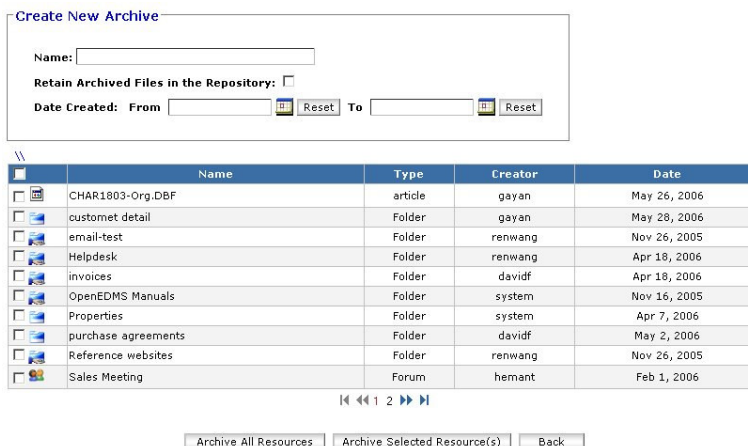 Create New Archive
Name:
Retain Archived Files in the Repository:
Date Created: From Reset To Reset
\\
Name Type Creator Date
CHAR1803-Org.DBF article gayan May 26, 2006
customet detail Folder gayan May 28, 2006
email-test Folder renwang Nov 26, 2005
Helpdesk Folder renwang Apr 18, 2006
invoices Folder davidf Apr 18, 2006
OpenEDMS Manuals Folder system Nov 16, 2005
Properties Folder system Apr 7, 2006
purchase agreements Folder davidf May 2, 2006
Reference websites Folder renwang Nov 26, 2005
Sales Meeting Forum hemant Feb 1, 2006
1 2
Archive All Resources Archive Selected Resource(s) Back